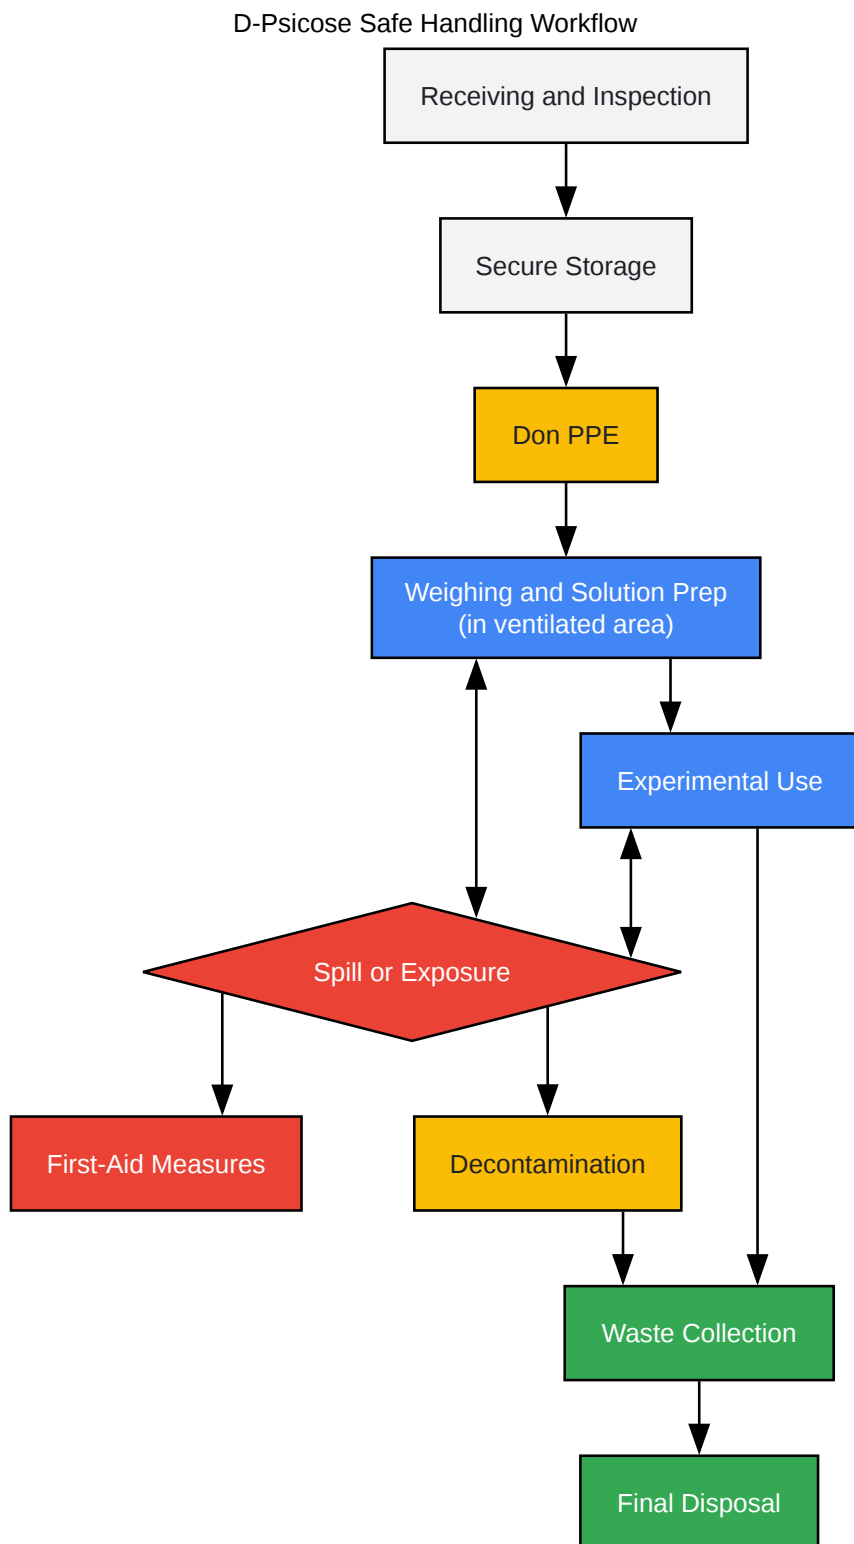 D-Psicose Safe Handling Workflow
Receiving and Inspection
Secure Storage
Don PPE
Weighing and Solution Prep
(in ventilated area)
Experimental Use
Spill or Exposure
First-Aid Measures
Decontamination
Waste Collection
Final Disposal